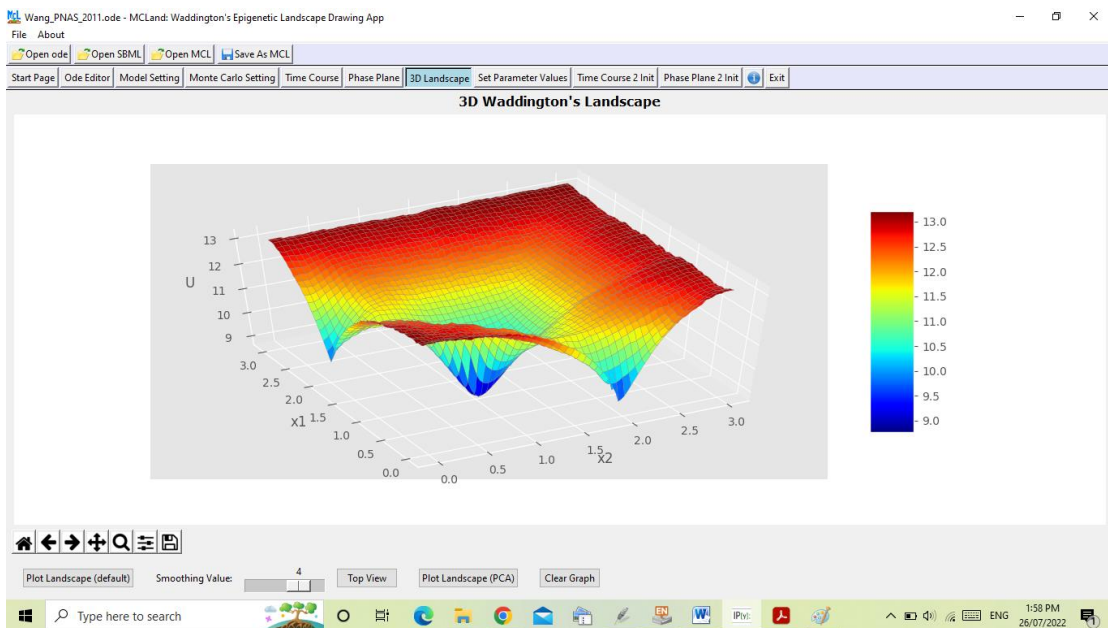 McL Wang_PNAS_2011.ode - MCLand: Waddington's Epigenetic Landscape Drawing App
File About
Open ode Open SBML Open MCL Save As MCL
Start Page Ode Editor Model Setting Monte Carlo Setting Time Course Phase Plane 3D Landscape Set Parameter Values Time Course 2 Init Phase Plane 2 Init Exit
3D Waddington's Landscape
13
12
11
10
9
U
3.0
2.5
2.0
1.5
1.0
0.5
0.0
x1
0.0
0.5
1.0
1.5
2.0
2.5
3.0
x2
13.0
12.5
12.0
11.5
11.0
10.5
10.0
9.5
9.0
Plot Landscape (default) Smoothing Value: 4 Top View Plot Landscape (PCA) Clear Graph
Type here to search EN W IP(v): ENG 1:58 PM
26/07/2022 1